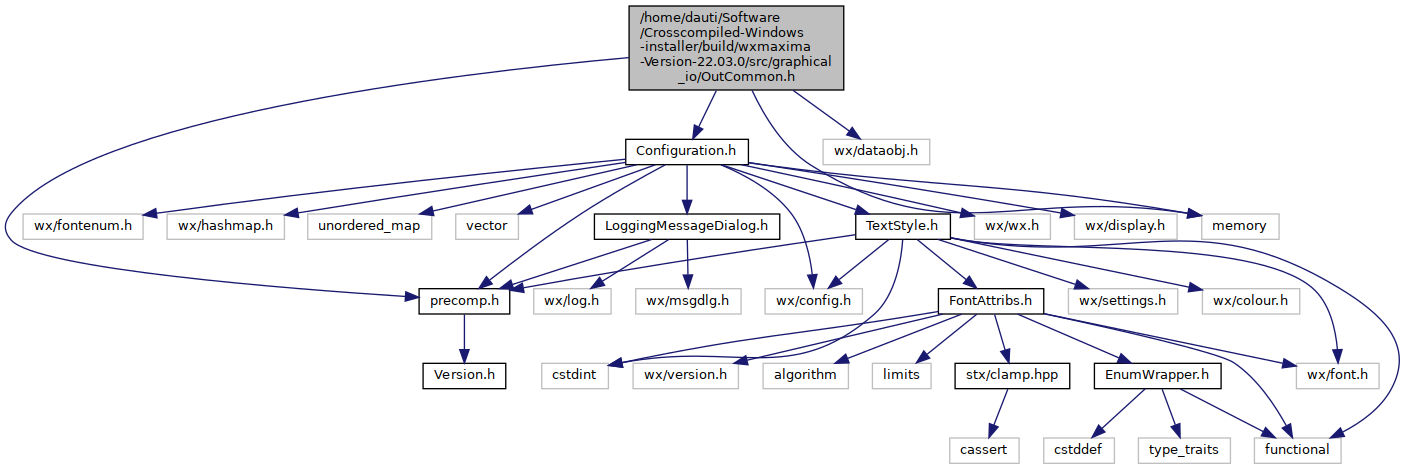 /home/dauti/Software
/Crosscompiled-Windows
-installer/build/wxmaxima
-Version-22.03.0/src/graphical
_io/OutCommon.h
Configuration.h
wx/dataobj.h
wx/fontenum.h
wx/hashmap.h
unordered_map
vector
LoggingMessageDialog.h
TextStyle.h
wx/wx.h
wx/display.h
memory
precomp.h
wx/log.h
wx/msgdlg.h
wx/config.h
FontAttribs.h
wx/settings.h
wx/colour.h
Version.h
cstdint
wx/version.h
algorithm
limits
stx/clamp.hpp
EnumWrapper.h
wx/font.h
cassert
cstddef
type_traits
functional